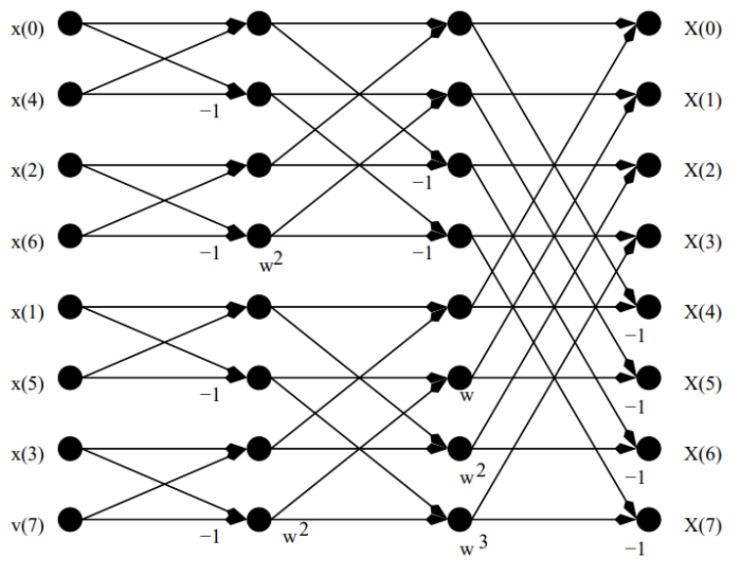 x(0) X(0)
x(4) −1 X(1)
x(2) −1 X(2)
x(6) −1 w² −1 X(3)
x(1) X(4) −1
x(5) −1 w X(5) −1
x(3) w² X(6) −1
v(7) −1 w² w³ X(7) −1